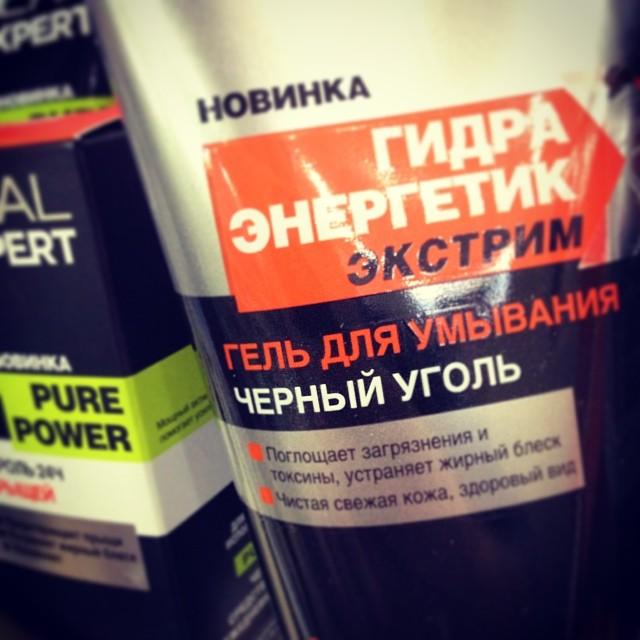 XPERT
НОВИНКА
ГИДРА
ЭНЕРГЕТИК
ЭКСТРИМ
ГЕЛЬ ДЛЯ УМЫВАНИЯ
ЧЕРНЫЙ УГОЛЬ
Поглощает загрязнения и
токсины, устраняет жирный блеск
Чистая свежая кожа, здоровый вид
AL
PERT
НОВИНКА
PURE
POWER